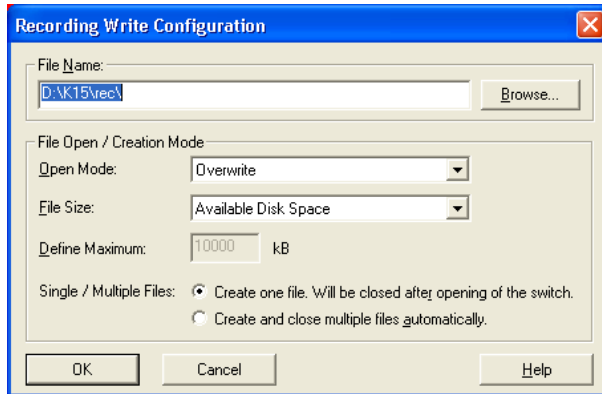 Recording Write Configuration
File Name:
D:\K15\rec\
Browse...
File Open / Creation Mode
Open Mode:
Overwrite
File Size:
Available Disk Space
Define Maximum:
10000
kB
Single / Multiple Files:
Create one file. Will be closed after opening of the switch.
Create and close multiple files automatically.
OK
Cancel
Help